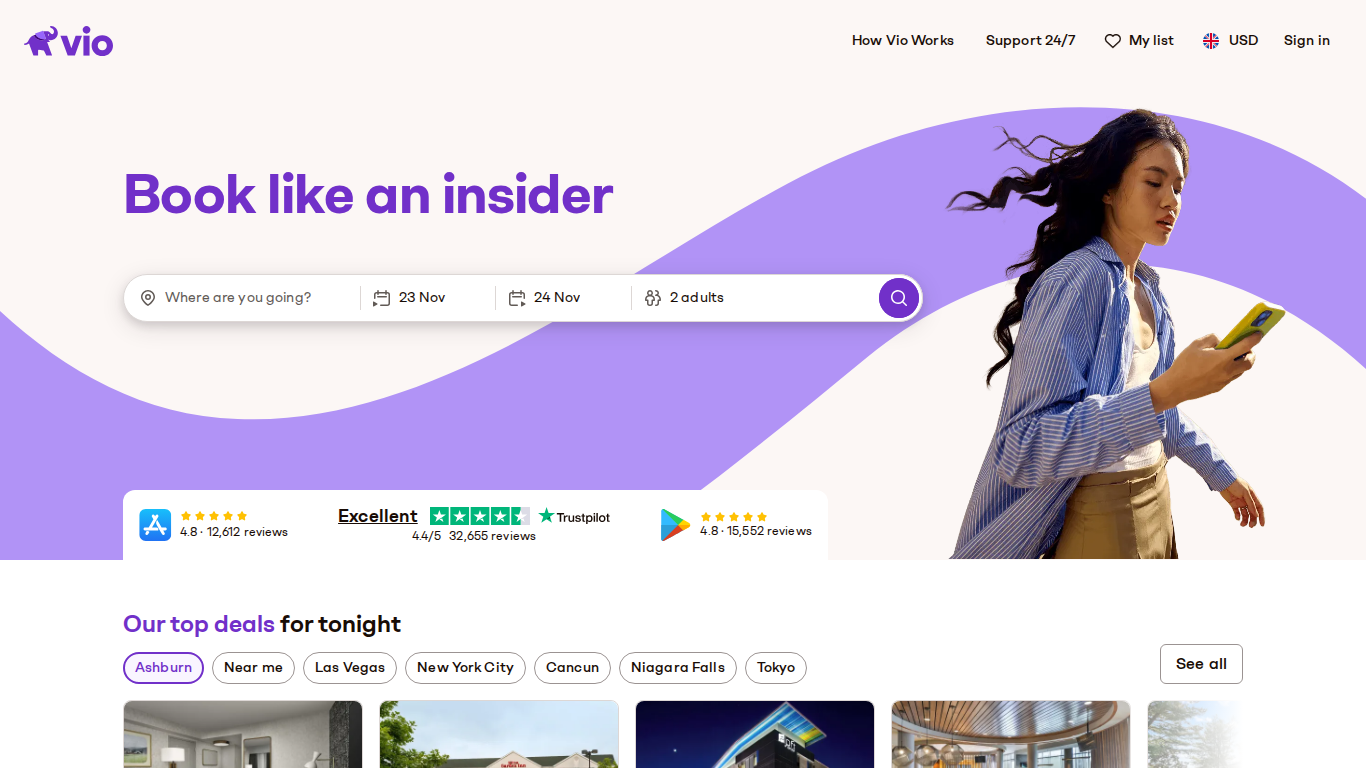 vio
How Vio Works
Support 24/7
My list
USD
Sign in
Book like an insider
Where are you going?
23 Nov
24 Nov
2 adults
4.8 · 12,612 reviews
Excellent
Trustpilot
4.4/5 32,655 reviews
4.8 · 15,552 reviews
Our top deals for tonight
Ashburn
Near me
Las Vegas
New York City
Cancun
Niagara Falls
Tokyo
See all